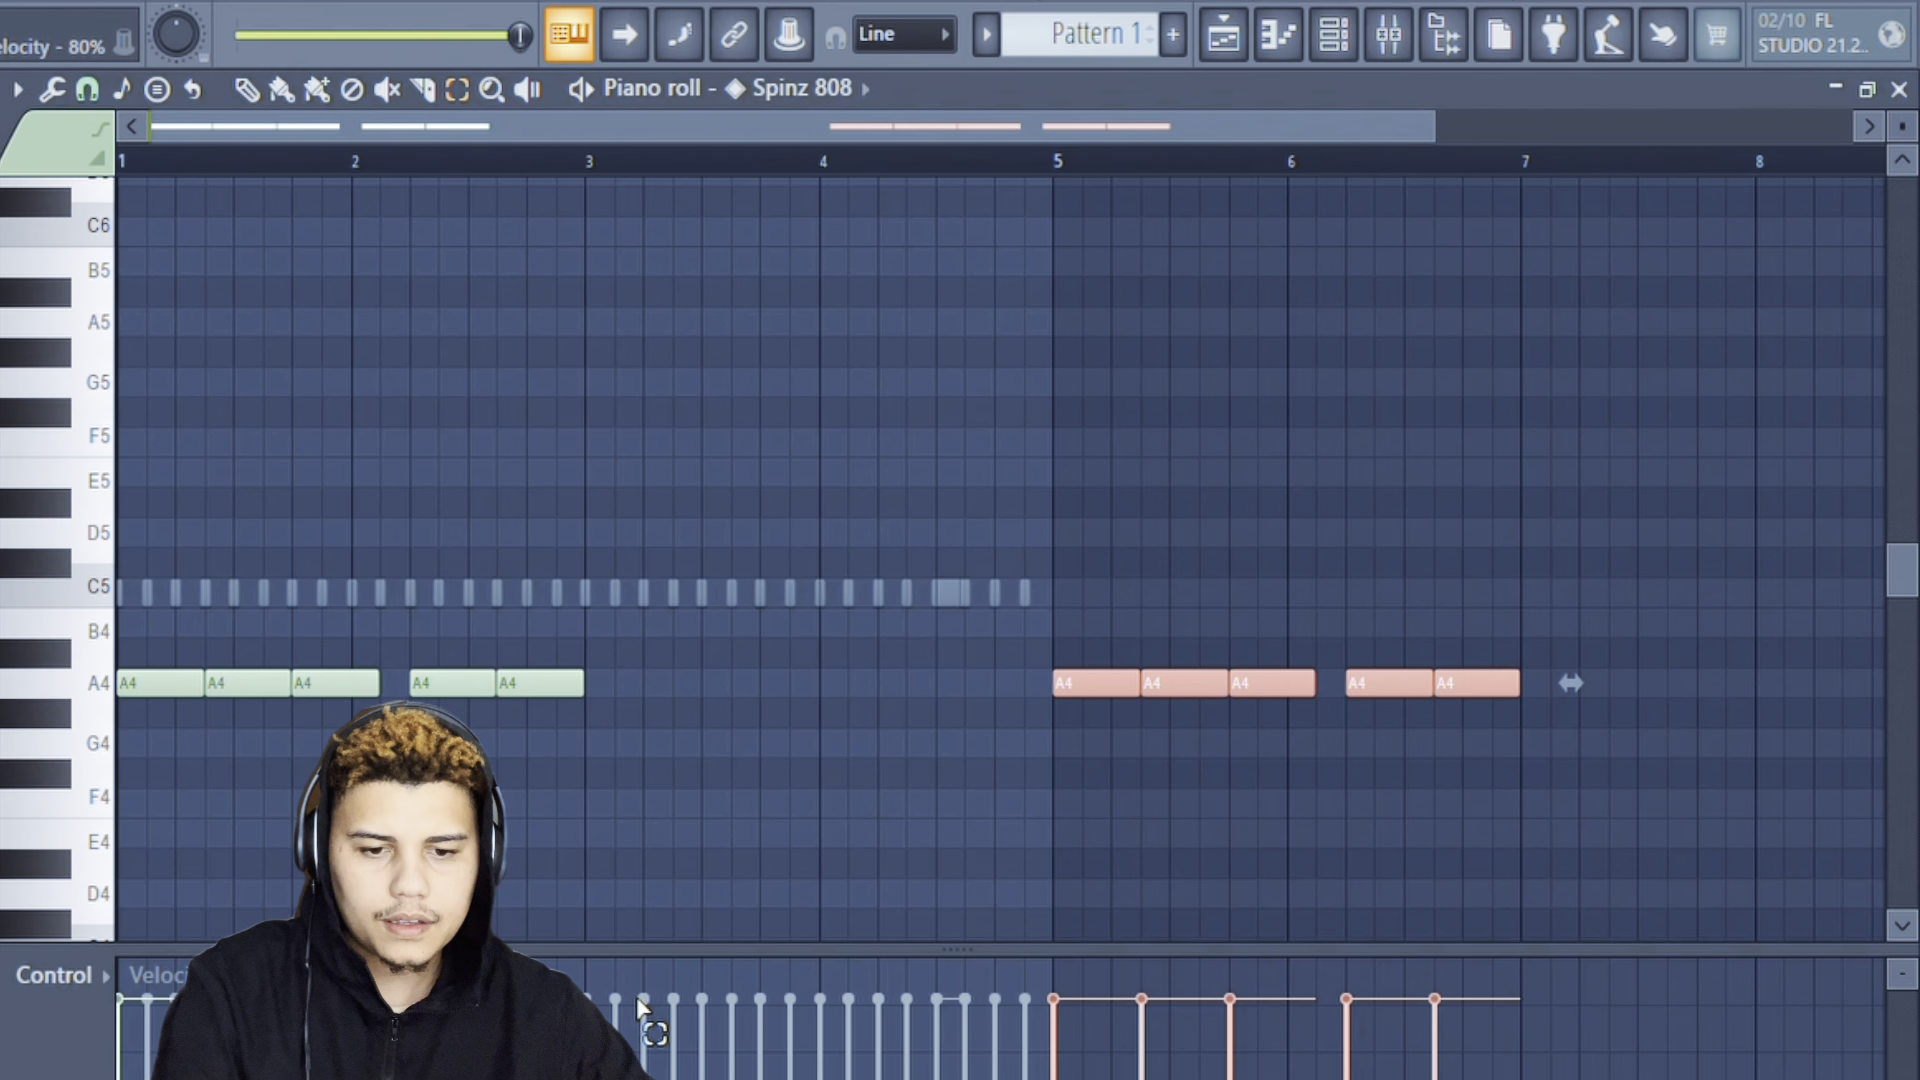 elocity - 80%
Line
Pattern 1
02/10 FL
STUDIO 21.2..
Piano roll - Spinz 808
1 2 3 4 5 6 7 8
C6
B5
A5
G5
F5
E5
D5
C5
B4
A4 A4 A4 A4 A4 A4 A4 A4 A4 A4 A4
G4
F4
E4
D4
Control Veloci